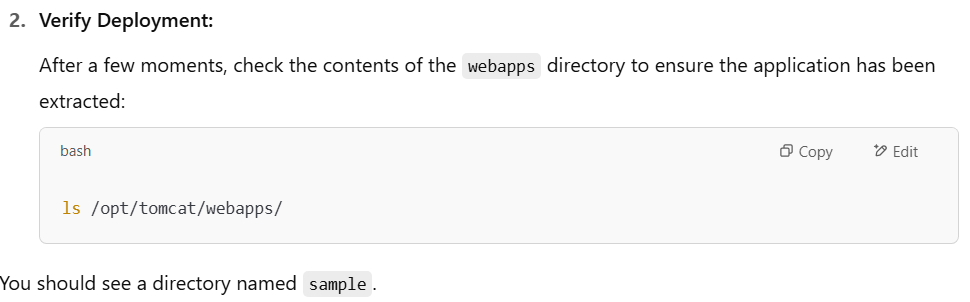 2. Verify Deployment:
After a few moments, check the contents of the webapps directory to ensure the application has been
extracted:
bash Copy Edit
ls /opt/tomcat/webapps/
You should see a directory named sample.